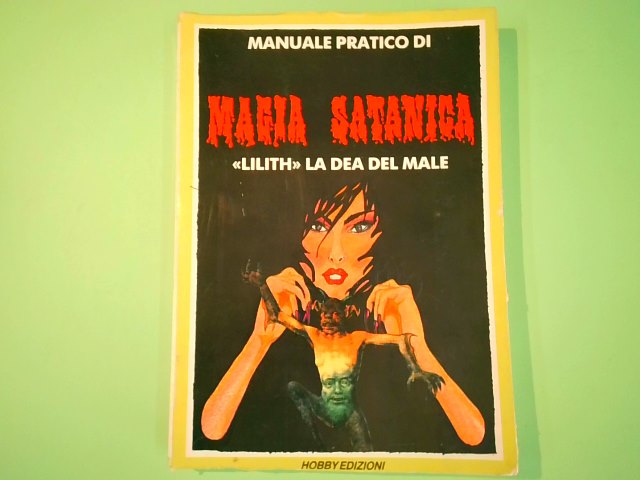 MANUALE PRATICO DI
MAGIA SATANICA
«LILITH» LA DEA DEL MALE
HOBBY EDIZIONI